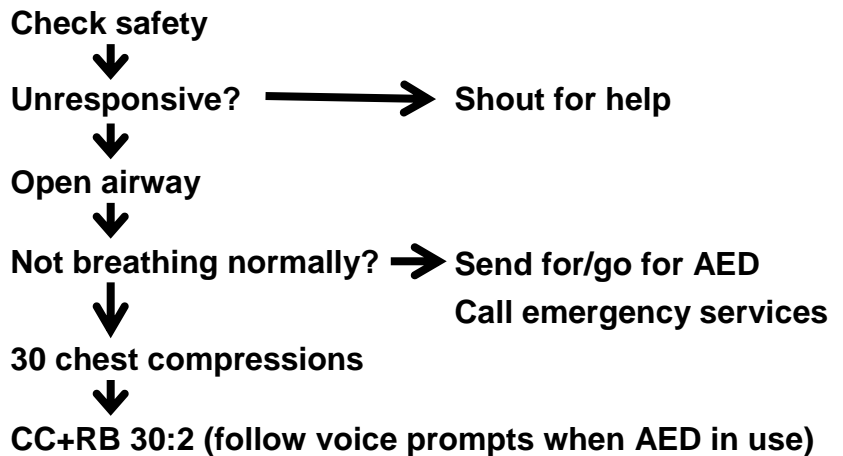 Check safety
Unresponsive?
Shout for help
Open airway
Not breathing normally?
Send for/go for AED
Call emergency services
30 chest compressions
CC+RB 30:2 (follow voice prompts when AED in use)